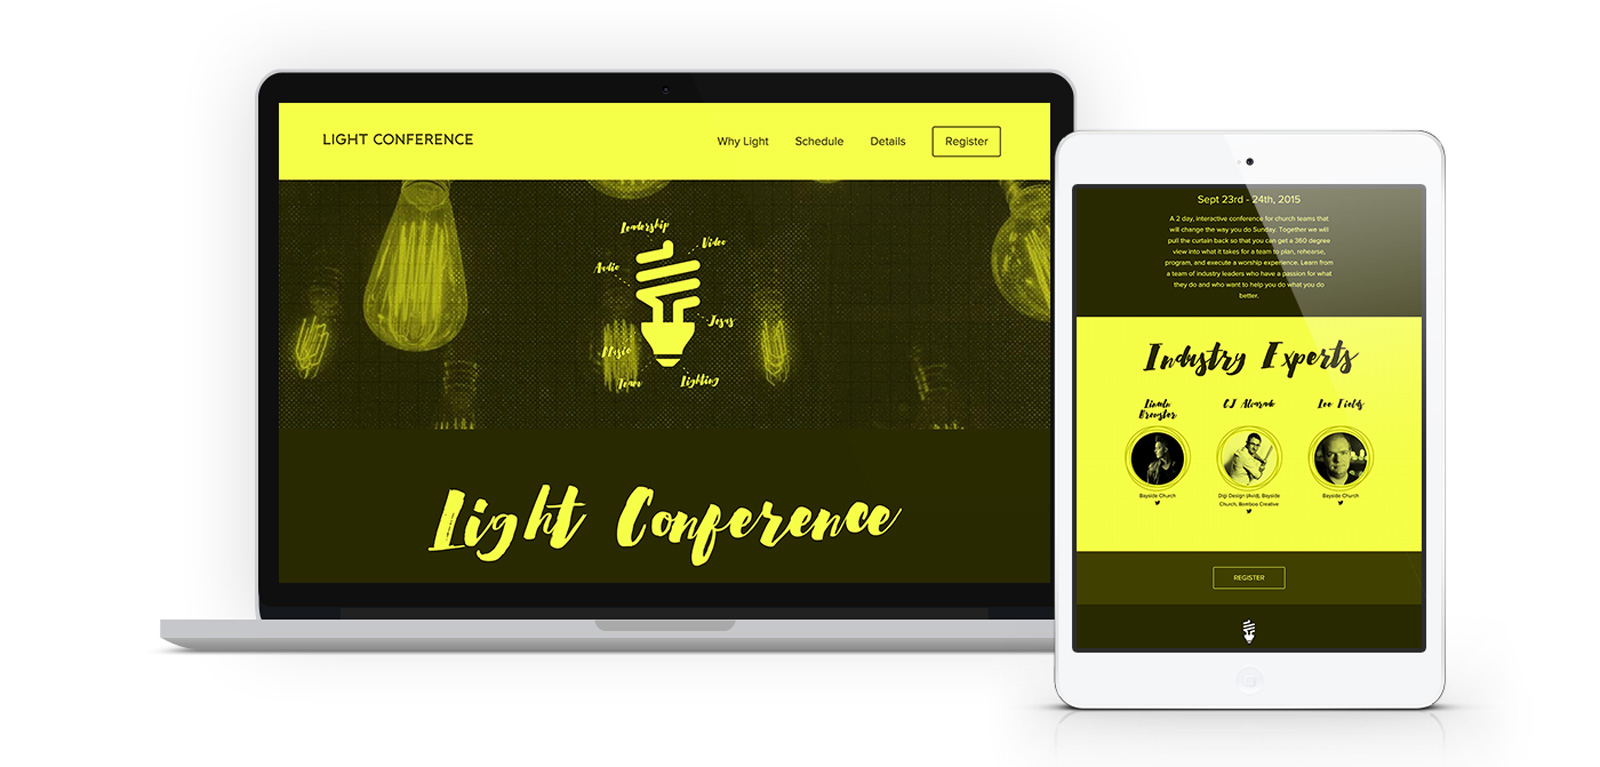 LIGHT CONFERENCE
Why Light
Schedule
Details
Register
Leadership
Video
Audio
Jesus
Music
Team
Lighting
Light Conference
Sept 23rd - 24th, 2015
A 2 day, interactive conference for church teams that
will change the way you do Sunday. Together we will
pull the curtain back so that you can get a 360 degree
view into what it takes for a team to plan, rehearse,
program, and execute a worship experience. Learn from
a team of industry leaders who have a passion for what
they do and who want to help you do what you do
better.
Industry Experts
Lincoln
Brewster
CJ Alvarado
Lee Fields
Bayside Church
Digi Design (Avid), Bayside
Church, Bamboo Creative
Bayside Church
REGISTER